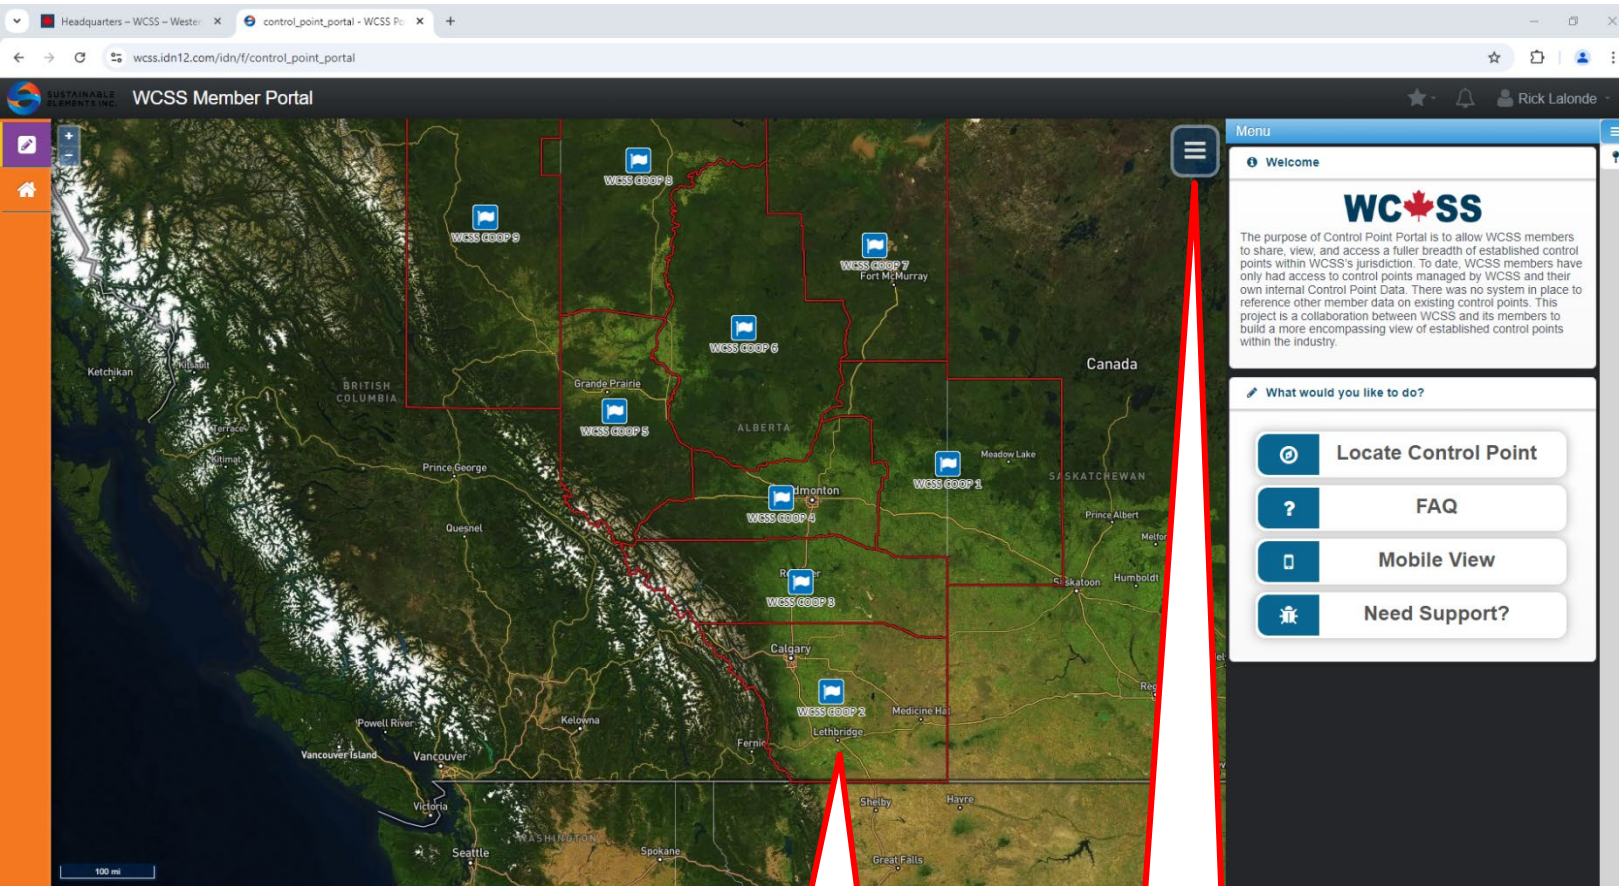 Headquarters – WCSS – Wester
control_point_portal - WCSS Po
wcss.idn12.com/idn/f/control_point_portal
SUSTAINABLE
ELEMENTS INC.
WCSS Member Portal
Rick Lalonde
+
-
WCSS COOP 8
WCSS COOP 9
WCSS COOP 7
Fort McMurray
WCSS COOP 6
Canada
Ketchikan
Kitsault
BRITISH
COLUMBIA
Grande Prairie
WCSS COOP 5
ALBERTA
Terrace
Kitimat
Prince George
Meadow Lake
WCSS COOP 1
SASKATCHEWAN
dmonton
WCSS COOP 4
Prince Albert
Quesnel
Melfor
R er
WCSS COOP 3
Saskatoon
Humboldt
Calgary
WCSS COOP 2
Medicine Hat
Reg
Powell River
Kelowna
Lethbridge
Fernie
Vancouver Island
Vancouver
Victoria
Shelby
Havre
WASHINGTON
Seattle
Spokane
Great Falls
100 mi
Menu
Welcome
WCSS
The purpose of Control Point Portal is to allow WCSS members
to share, view, and access a fuller breadth of established control
points within WCSS's jurisdiction. To date, WCSS members have
only had access to control points managed by WCSS and their
own internal Control Point Data. There was no system in place to
reference other member data on existing control points. This
project is a collaboration between WCSS and its members to
build a more encompassing view of established control points
within the industry.
What would you like to do?
Locate Control Point
? FAQ
Mobile View
Need Support?